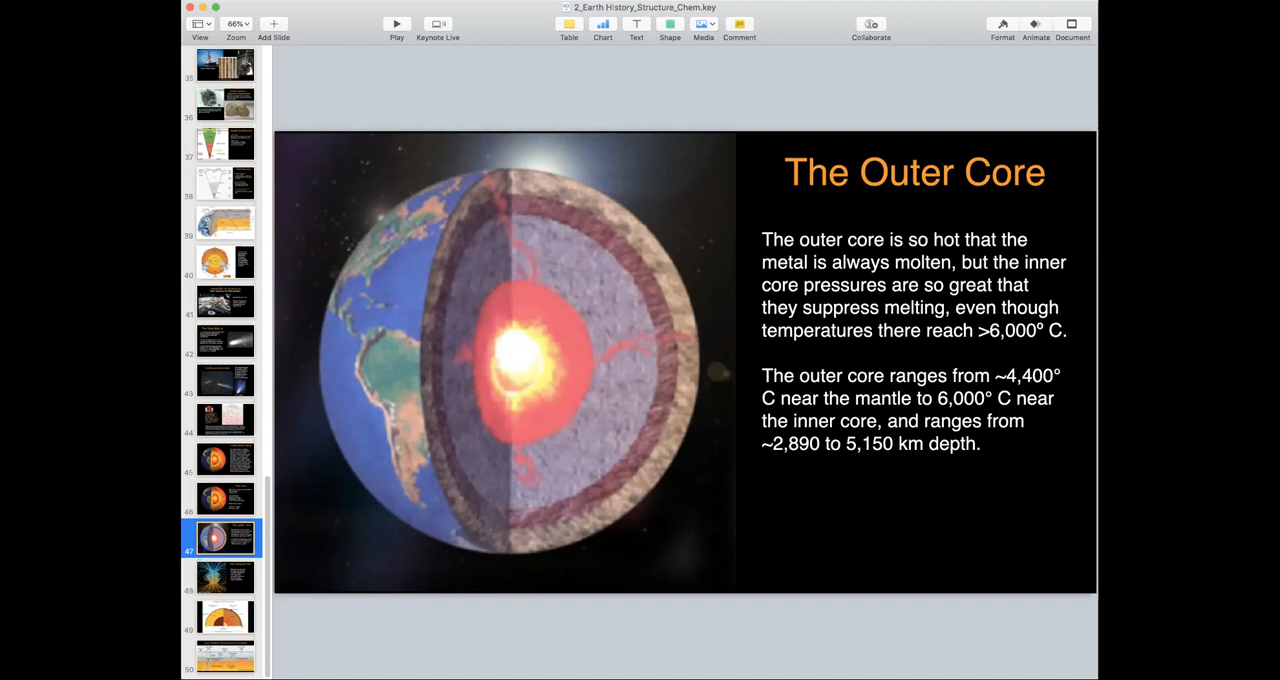 2_Earth History_Structure_Chem.key
66%
View
Zoom
Add Slide
Play
Keynote Live
Table
Chart
Text
Shape
Media
Comment
Collaborate
Format
Animate
Document
35
36
37
38
39
40
41
42
43
44
45
46
47
48
49
50
The Outer Core
The outer core is so hot that the
metal is always molten, but the inner
core pressures are so great that
they suppress melting, even though
temperatures there reach >6,000º C.
The outer core ranges from ~4,400°
C near the mantle to 6,000° C near
the inner core, and ranges from
~2,890 to 5,150 km depth.